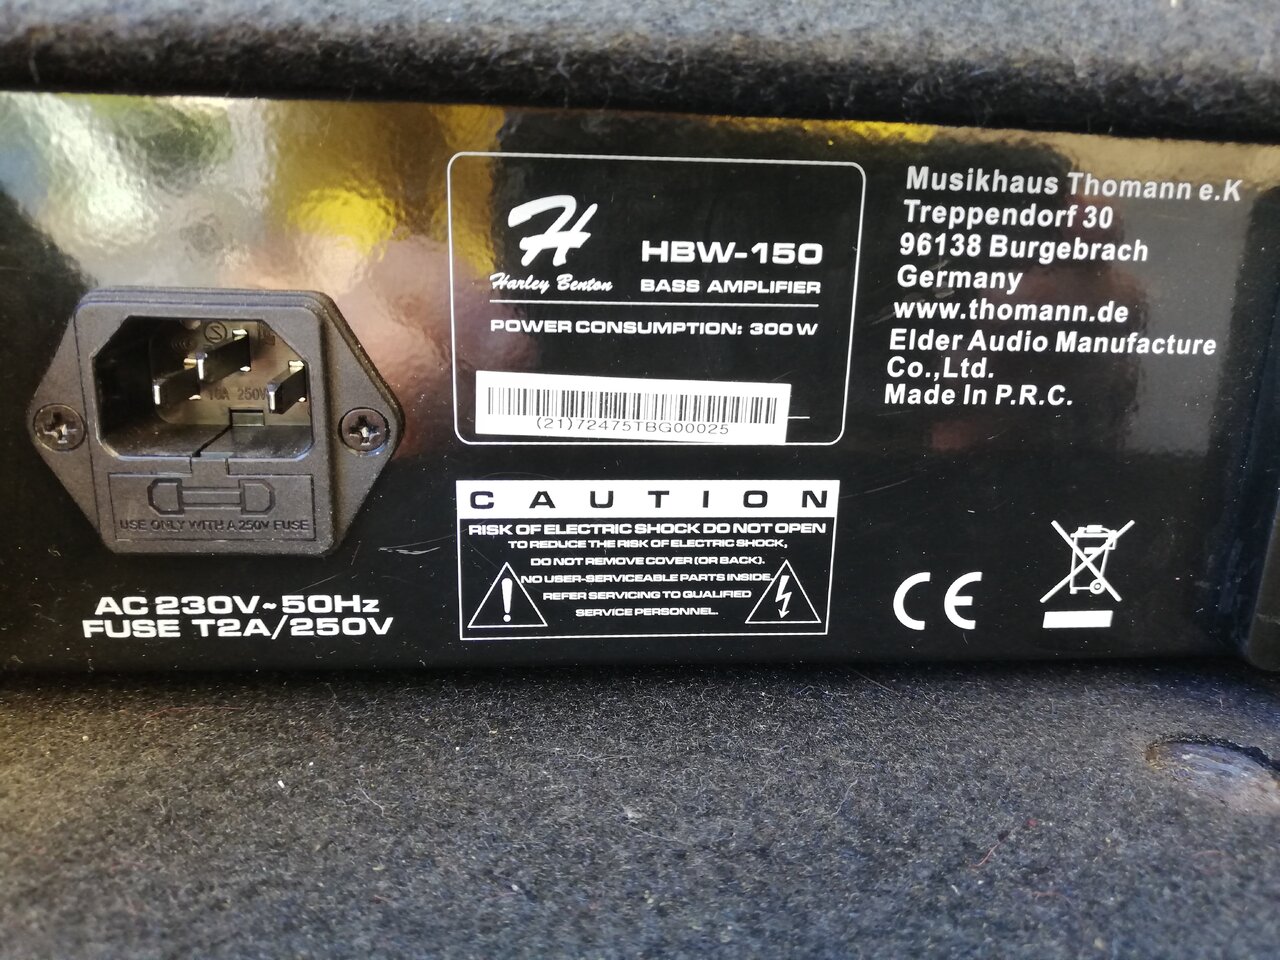 Harley Benton
HBW-150
BASS AMPLIFIER
POWER CONSUMPTION: 300W
(21)72475TBG00025
Musikhaus Thomann e.K
Treppendorf 30
96138 Burgebrach
Germany
www.thomann.de
Elder Audio Manufacture
Co.,Ltd.
Made In P.R.C.
10A 250V
USE ONLY WITH A 250V FUSE
AC 230V~50Hz
FUSE T2A/250V
CAUTION
RISK OF ELECTRIC SHOCK DO NOT OPEN
TO REDUCE THE RISK OF ELECTRIC SHOCK,
DO NOT REMOVE COVER (OR BACK).
NO USER-SERVICEABLE PARTS INSIDE
REFER SERVICING TO QUALIFIED
SERVICE PERSONNEL.
CE